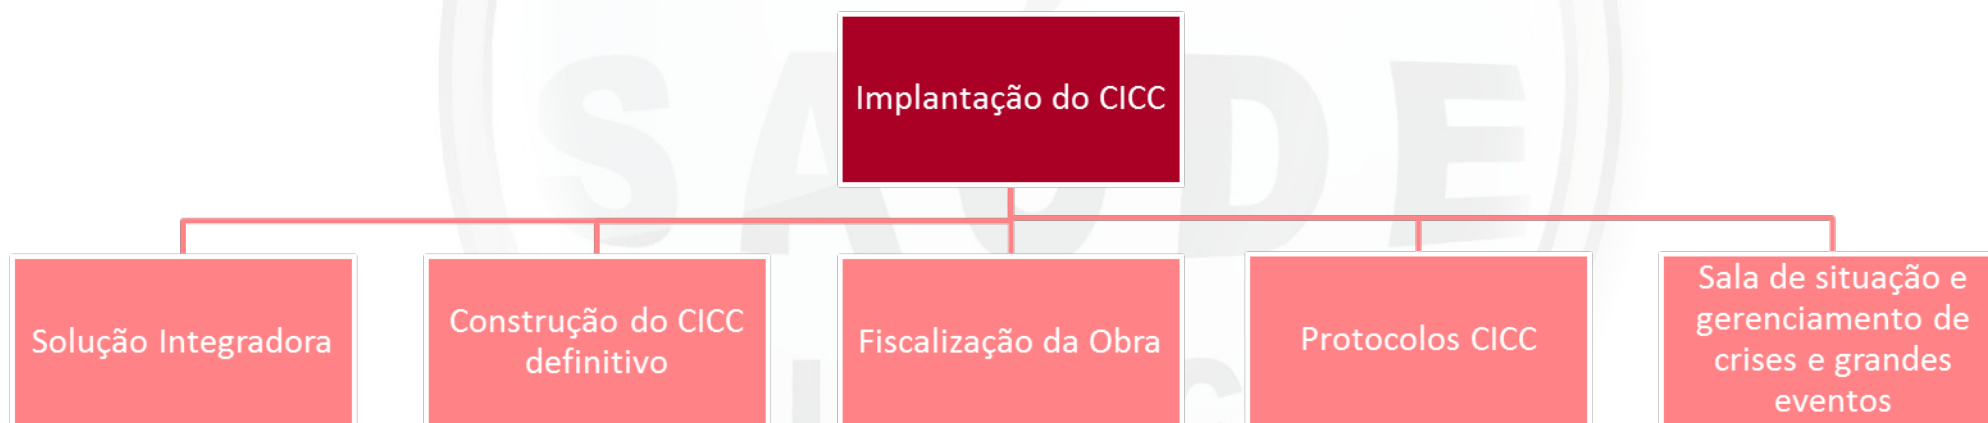 SAÚDE
Implantação do CICC
Solução Integradora
Construção do CICC
definitivo
Fiscalização da Obra
Protocolos CICC
Sala de situação e
gerenciamento de
crises e grandes
eventos